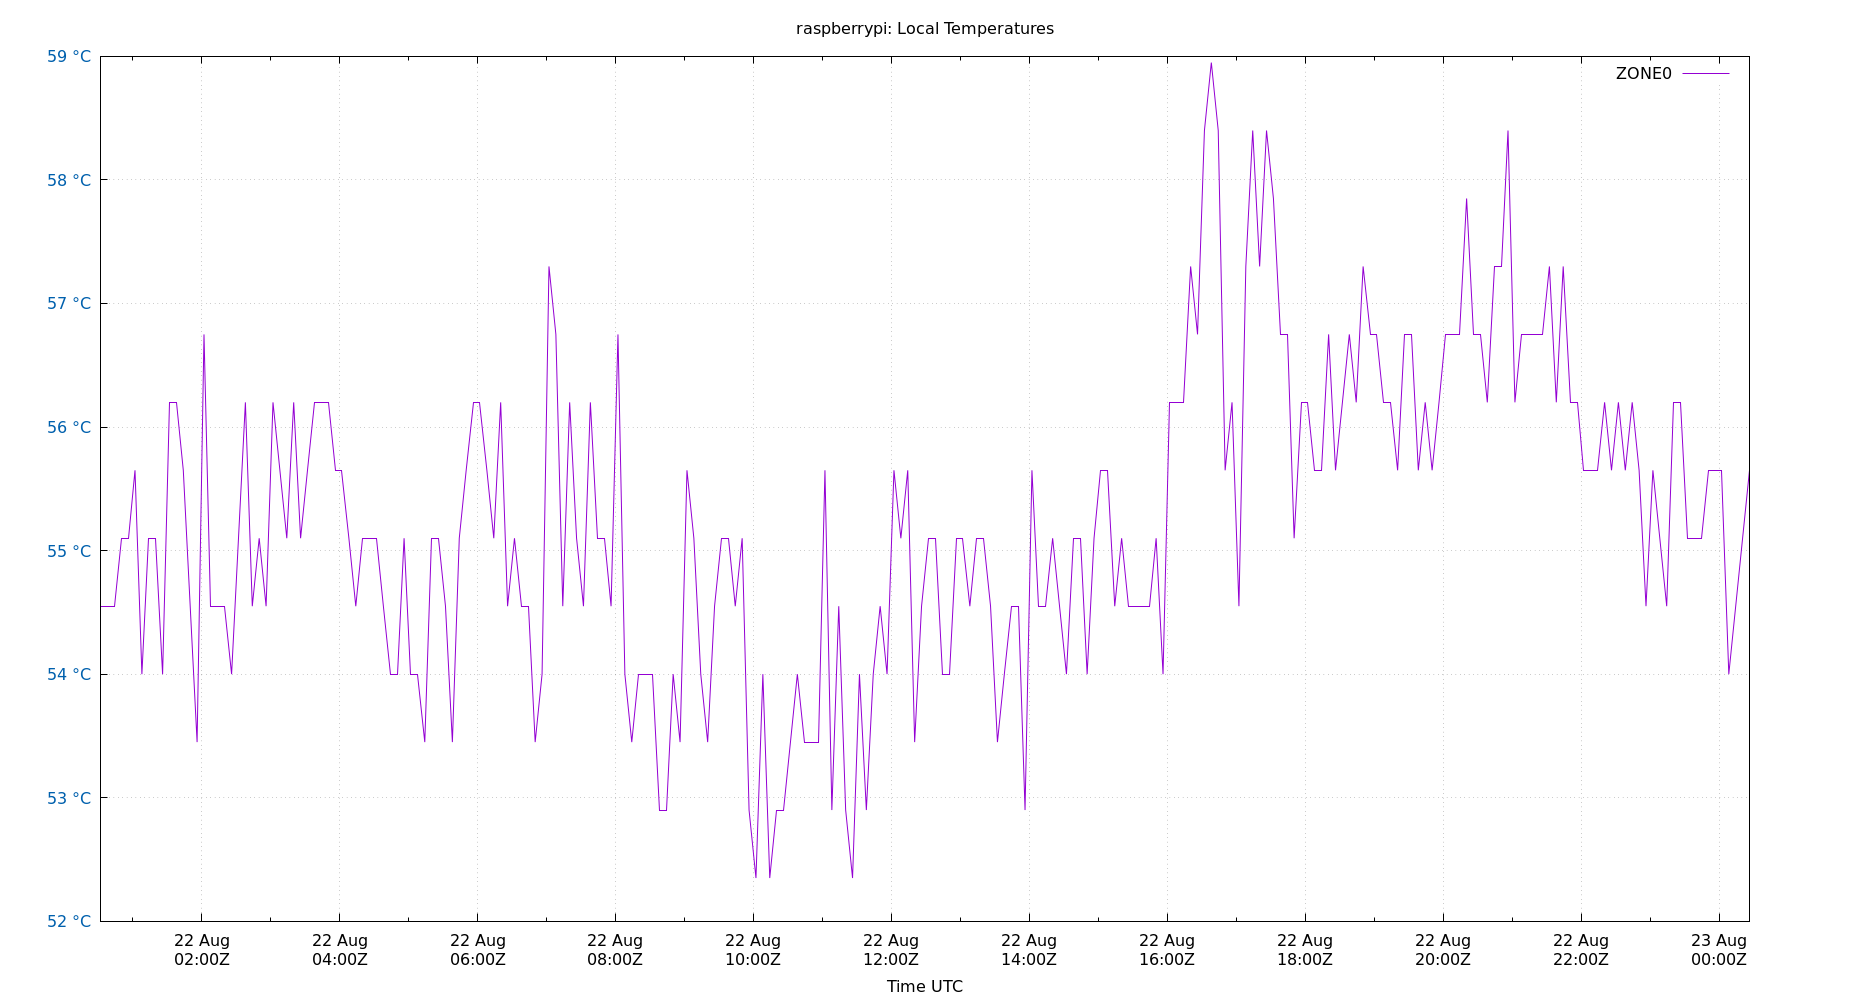 raspberrypi: Local Temperatures
59 °C
58 °C
57 °C
56 °C
55 °C
54 °C
53 °C
52 °C
ZONE0
22 Aug 22 Aug 22 Aug 22 Aug 22 Aug 22 Aug 22 Aug 22 Aug 22 Aug 22 Aug 22 Aug 23 Aug
02:00Z 04:00Z 06:00Z 08:00Z 10:00Z 12:00Z 14:00Z 16:00Z 18:00Z 20:00Z 22:00Z 00:00Z
Time UTC